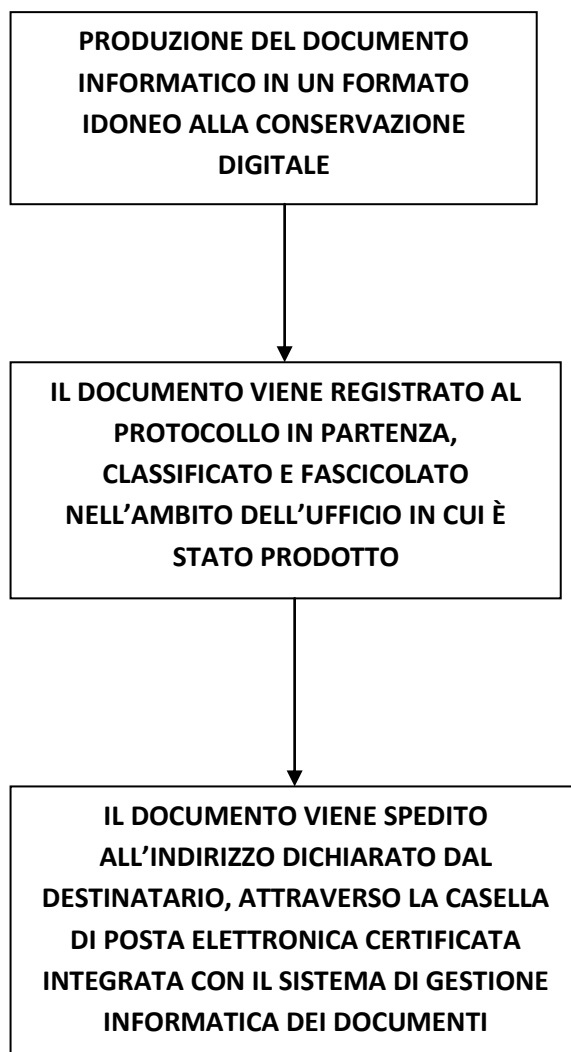 PRODUZIONE DEL DOCUMENTO
INFORMATICO IN UN FORMATO
IDONEO ALLA CONSERVAZIONE
DIGITALE
IL DOCUMENTO VIENE REGISTRATO AL
PROTOCOLLO IN PARTENZA,
CLASSIFICATO E FASCICOLATO
NELL’AMBITO DELL’UFFICIO IN CUI È
STATO PRODOTTO
IL DOCUMENTO VIENE SPEDITO
ALL’INDIRIZZO DICHIARATO DAL
DESTINATARIO, ATTRAVERSO LA CASELLA
DI POSTA ELETTRONICA CERTIFICATA
INTEGRATA CON IL SISTEMA DI GESTIONE
INFORMATICA DEI DOCUMENTI